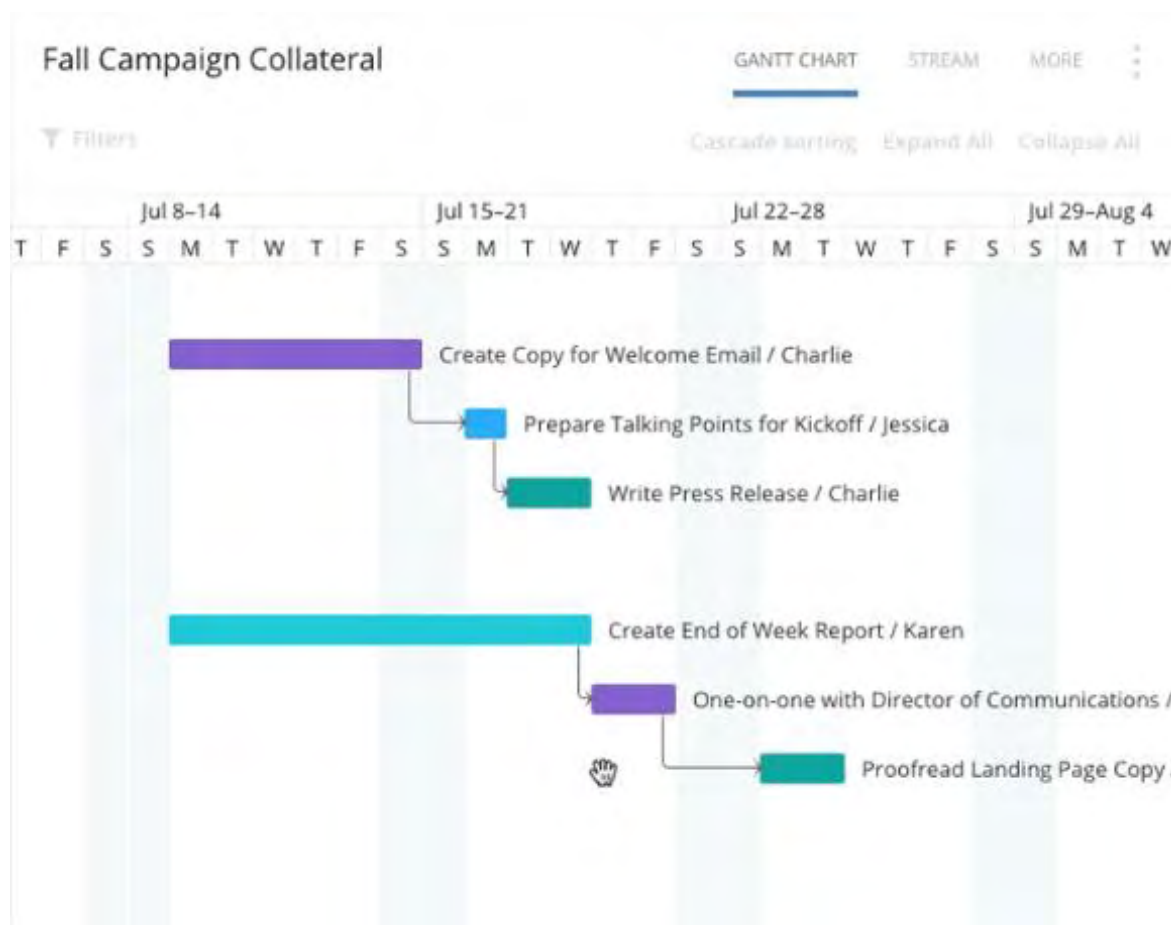 Fall Campaign Collateral GANTT CHART STREAM MORE
Filters Cascade sorting Expand All Collapse All
Jul 8–14 Jul 15–21 Jul 22–28 Jul 29–Aug 4
T F S S M T W T F S S M T W T F S S M T W T F S S M T W
Create Copy for Welcome Email / Charlie
Prepare Talking Points for Kickoff / Jessica
Write Press Release / Charlie
Create End of Week Report / Karen
One-on-one with Director of Communications /
Proofread Landing Page Copy